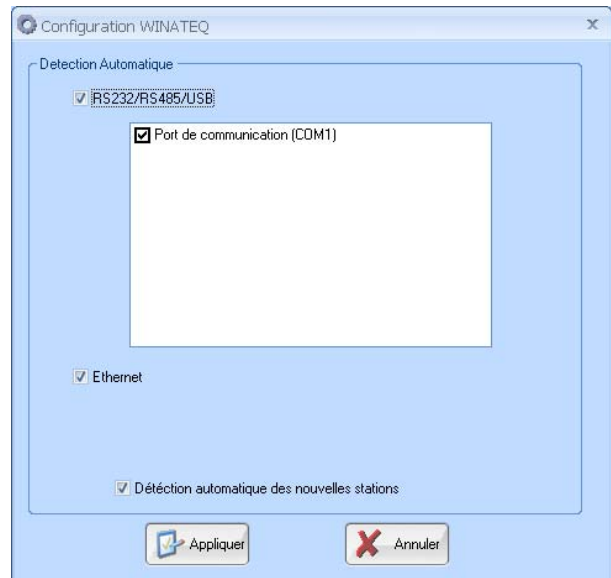 Configuration WINATEQ
Detection Automatique
RS232/RS485/USB
Port de communication (COM1)
Ethernet
Détéction automatique des nouvelles stations
Appliquer
Annuler